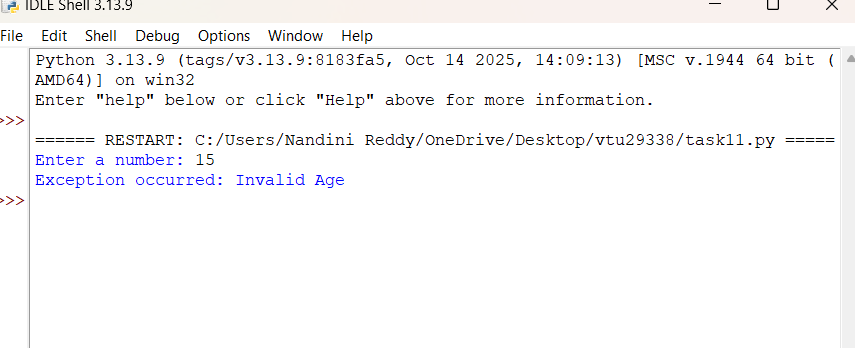 IDLE Shell 3.13.9
File Edit Shell Debug Options Window Help
Python 3.13.9 (tags/v3.13.9:8183fa5, Oct 14 2025, 14:09:13) [MSC v.1944 64 bit (
AMD64)] on win32
Enter "help" below or click "Help" above for more information.
>>>
====== RESTART: C:/Users/Nandini Reddy/OneDrive/Desktop/vtu29338/task11.py =====
Enter a number: 15
Exception occurred: Invalid Age
>>>